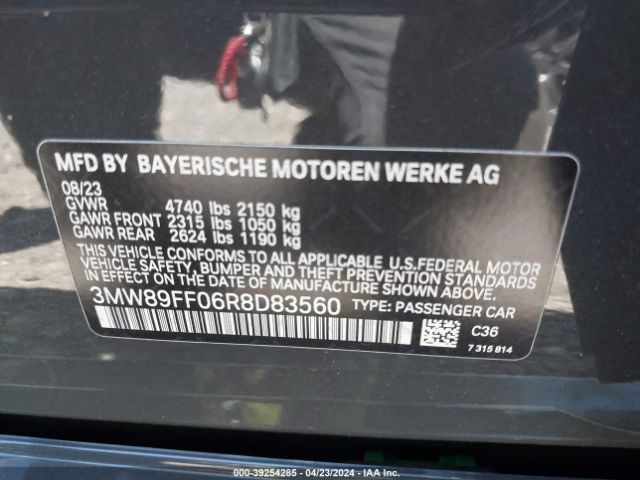 MFD BY BAYERISCHE MOTOREN WERKE AG
08/23
GVWR 4740 lbs 2150 kg
GAWR FRONT 2315 lbs 1050 kg
GAWR REAR 2624 lbs 1190 kg
THIS VEHICLE CONFORMS TO ALL APPLICABLE U.S.FEDERAL MOTOR
VEHICLE SAFETY, BUMPER AND THEFT PREVENTION STANDARDS
IN EFFECT ON THE DATE OF MANUFACTURE SHOWN ABOVE.
3MW89FF06R8D83560 TYPE: PASSENGER CAR
C36
7 315 814
000-39254285 - 04/23/2024 - IAA Inc.